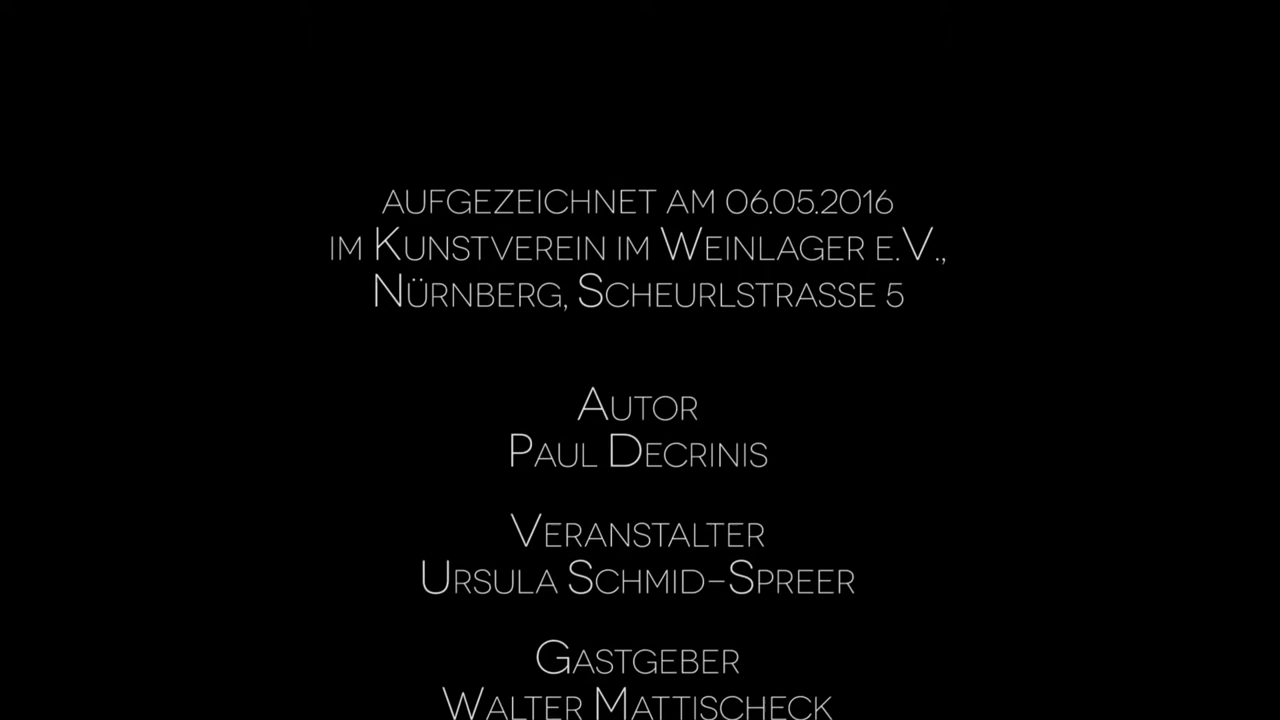 AUFGEZEICHNET AM 06.05.2016
IM KUNSTVEREIN IM WEINLAGER E.V.,
NÜRNBERG, SCHEURLSTRASSE 5
AUTOR
PAUL DECRINIS
VERANSTALTER
URSULA SCHMID-SPREER
GASTGEBER
WALTER MATTISCHECK